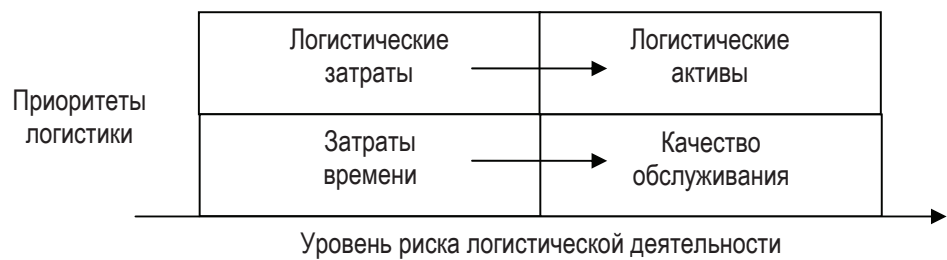 Логистические
затраты
Логистические
активы
Приоритеты
логистики
Затраты
времени
Качество
обслуживания
Уровень риска логистической деятельности